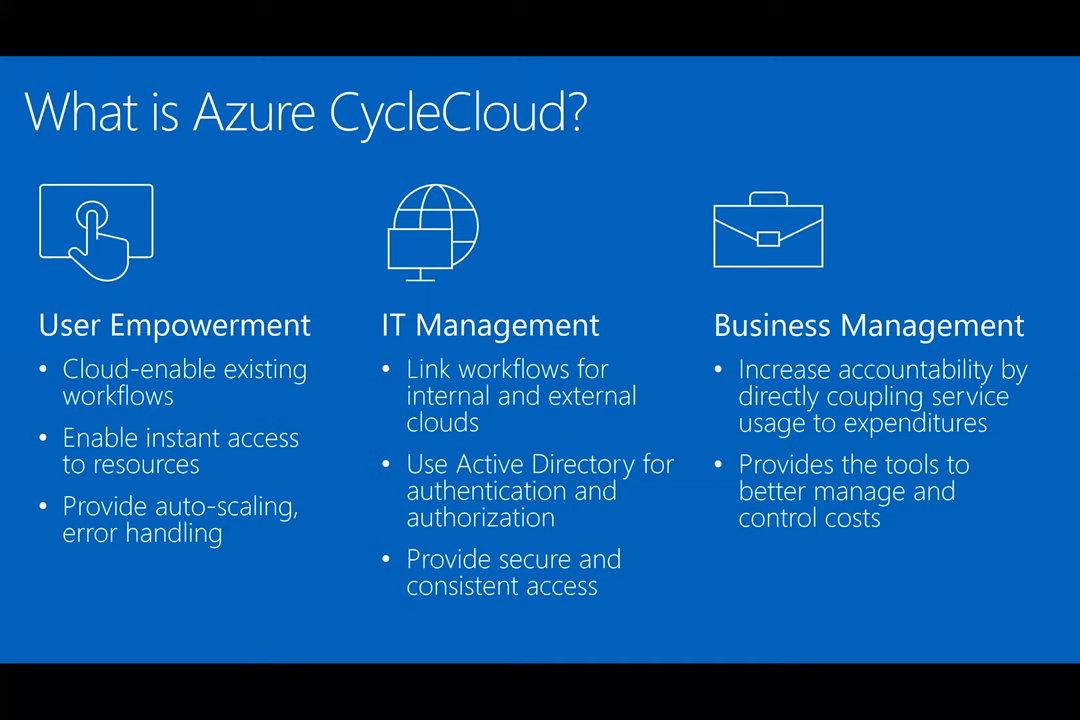 What is Azure CycleCloud?
User Empowerment
• Cloud-enable existing
workflows
• Enable instant access
to resources
• Provide auto-scaling,
error handling
IT Management
• Link workflows for
internal and external
clouds
• Use Active Directory for
authentication and
authorization
• Provide secure and
consistent access
Business Management
• Increase accountability by
directly coupling service
usage to expenditures
• Provides the tools to
better manage and
control costs